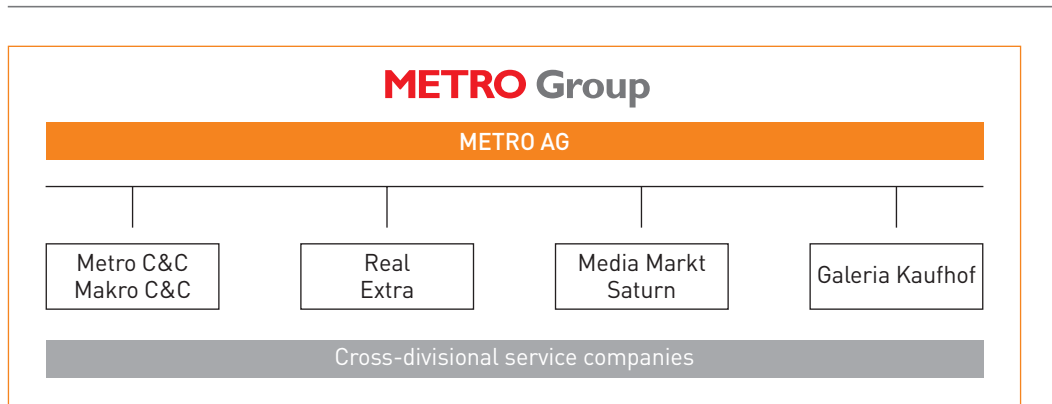 METRO Group
METRO AG
Metro C&C
Makro C&C
Real
Extra
Media Markt
Saturn
Galeria Kaufhof
Cross-divisional service companies